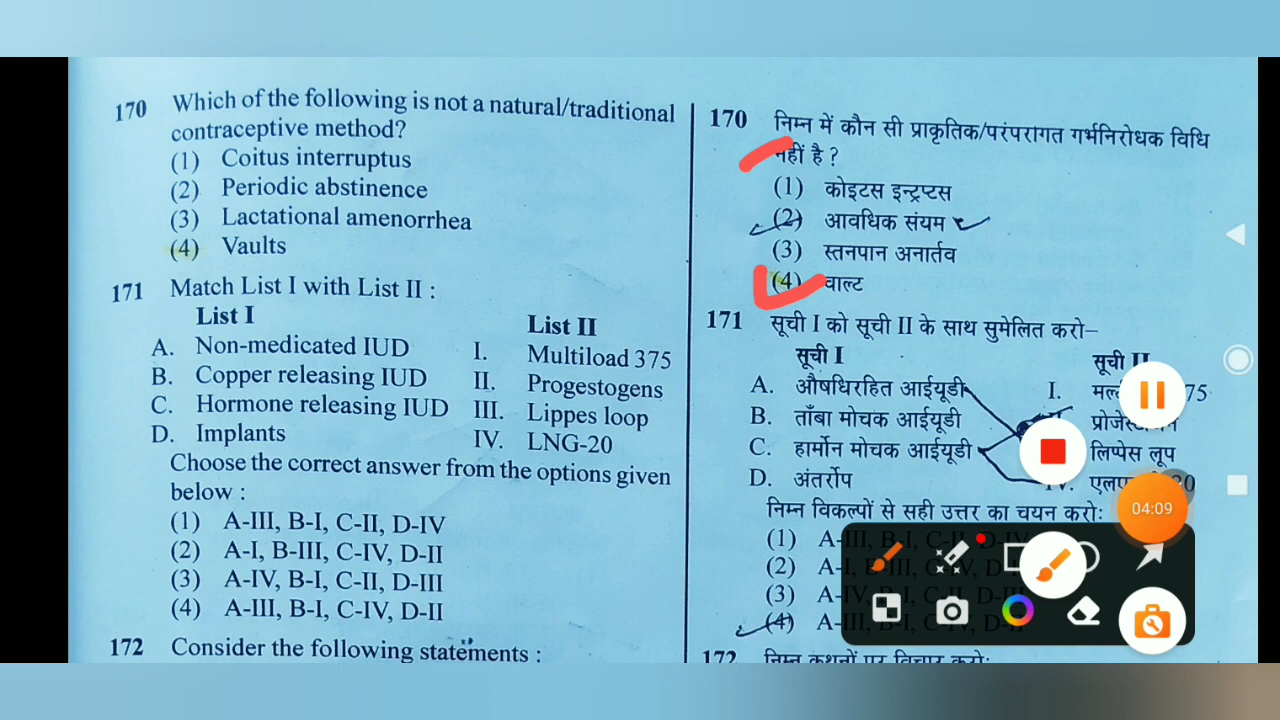 170 Which of the following is not a natural/traditional
contraceptive method?
(1) Coitus interruptus
(2) Periodic abstinence
(3) Lactational amenorrhea
(4) Vaults
171 Match List I with List II :
List I List II
A. Non-medicated IUD I. Multiload 375
B. Copper releasing IUD II. Progestogens
C. Hormone releasing IUD III. Lippes loop
D. Implants IV. LNG-20
Choose the correct answer from the options given
below :
(1) A-III, B-I, C-II, D-IV
(2) A-I, B-III, C-IV, D-II
(3) A-IV, B-I, C-II, D-III
(4) A-III, B-I, C-IV, D-II
172 Consider the following statements :
170 निम्न में कौन सी प्राकृतिक/परंपरागत गर्भनिरोधक विधि
नहीं है ?
(1) कोइटस इन्ट्रप्टस
(2) आवधिक संयम
(3) स्तनपान अनार्तव
(4) वाल्ट
171 सूची I को सूची II के साथ सुमेलित करो–
सूची I सूची II
A. औषधिरहित आईयूडी I. 75
B. ताँबा मोचक आईयूडी
C. हार्मोन मोचक आईयूडी लिप्पेस लूप
D. अंतर्रोप
निम्न विकल्पों से सही उत्तर का चयन करो:
(1)
(2)
(3)
(4)
172 निम्न कथनों पर विचार करो:
04:09